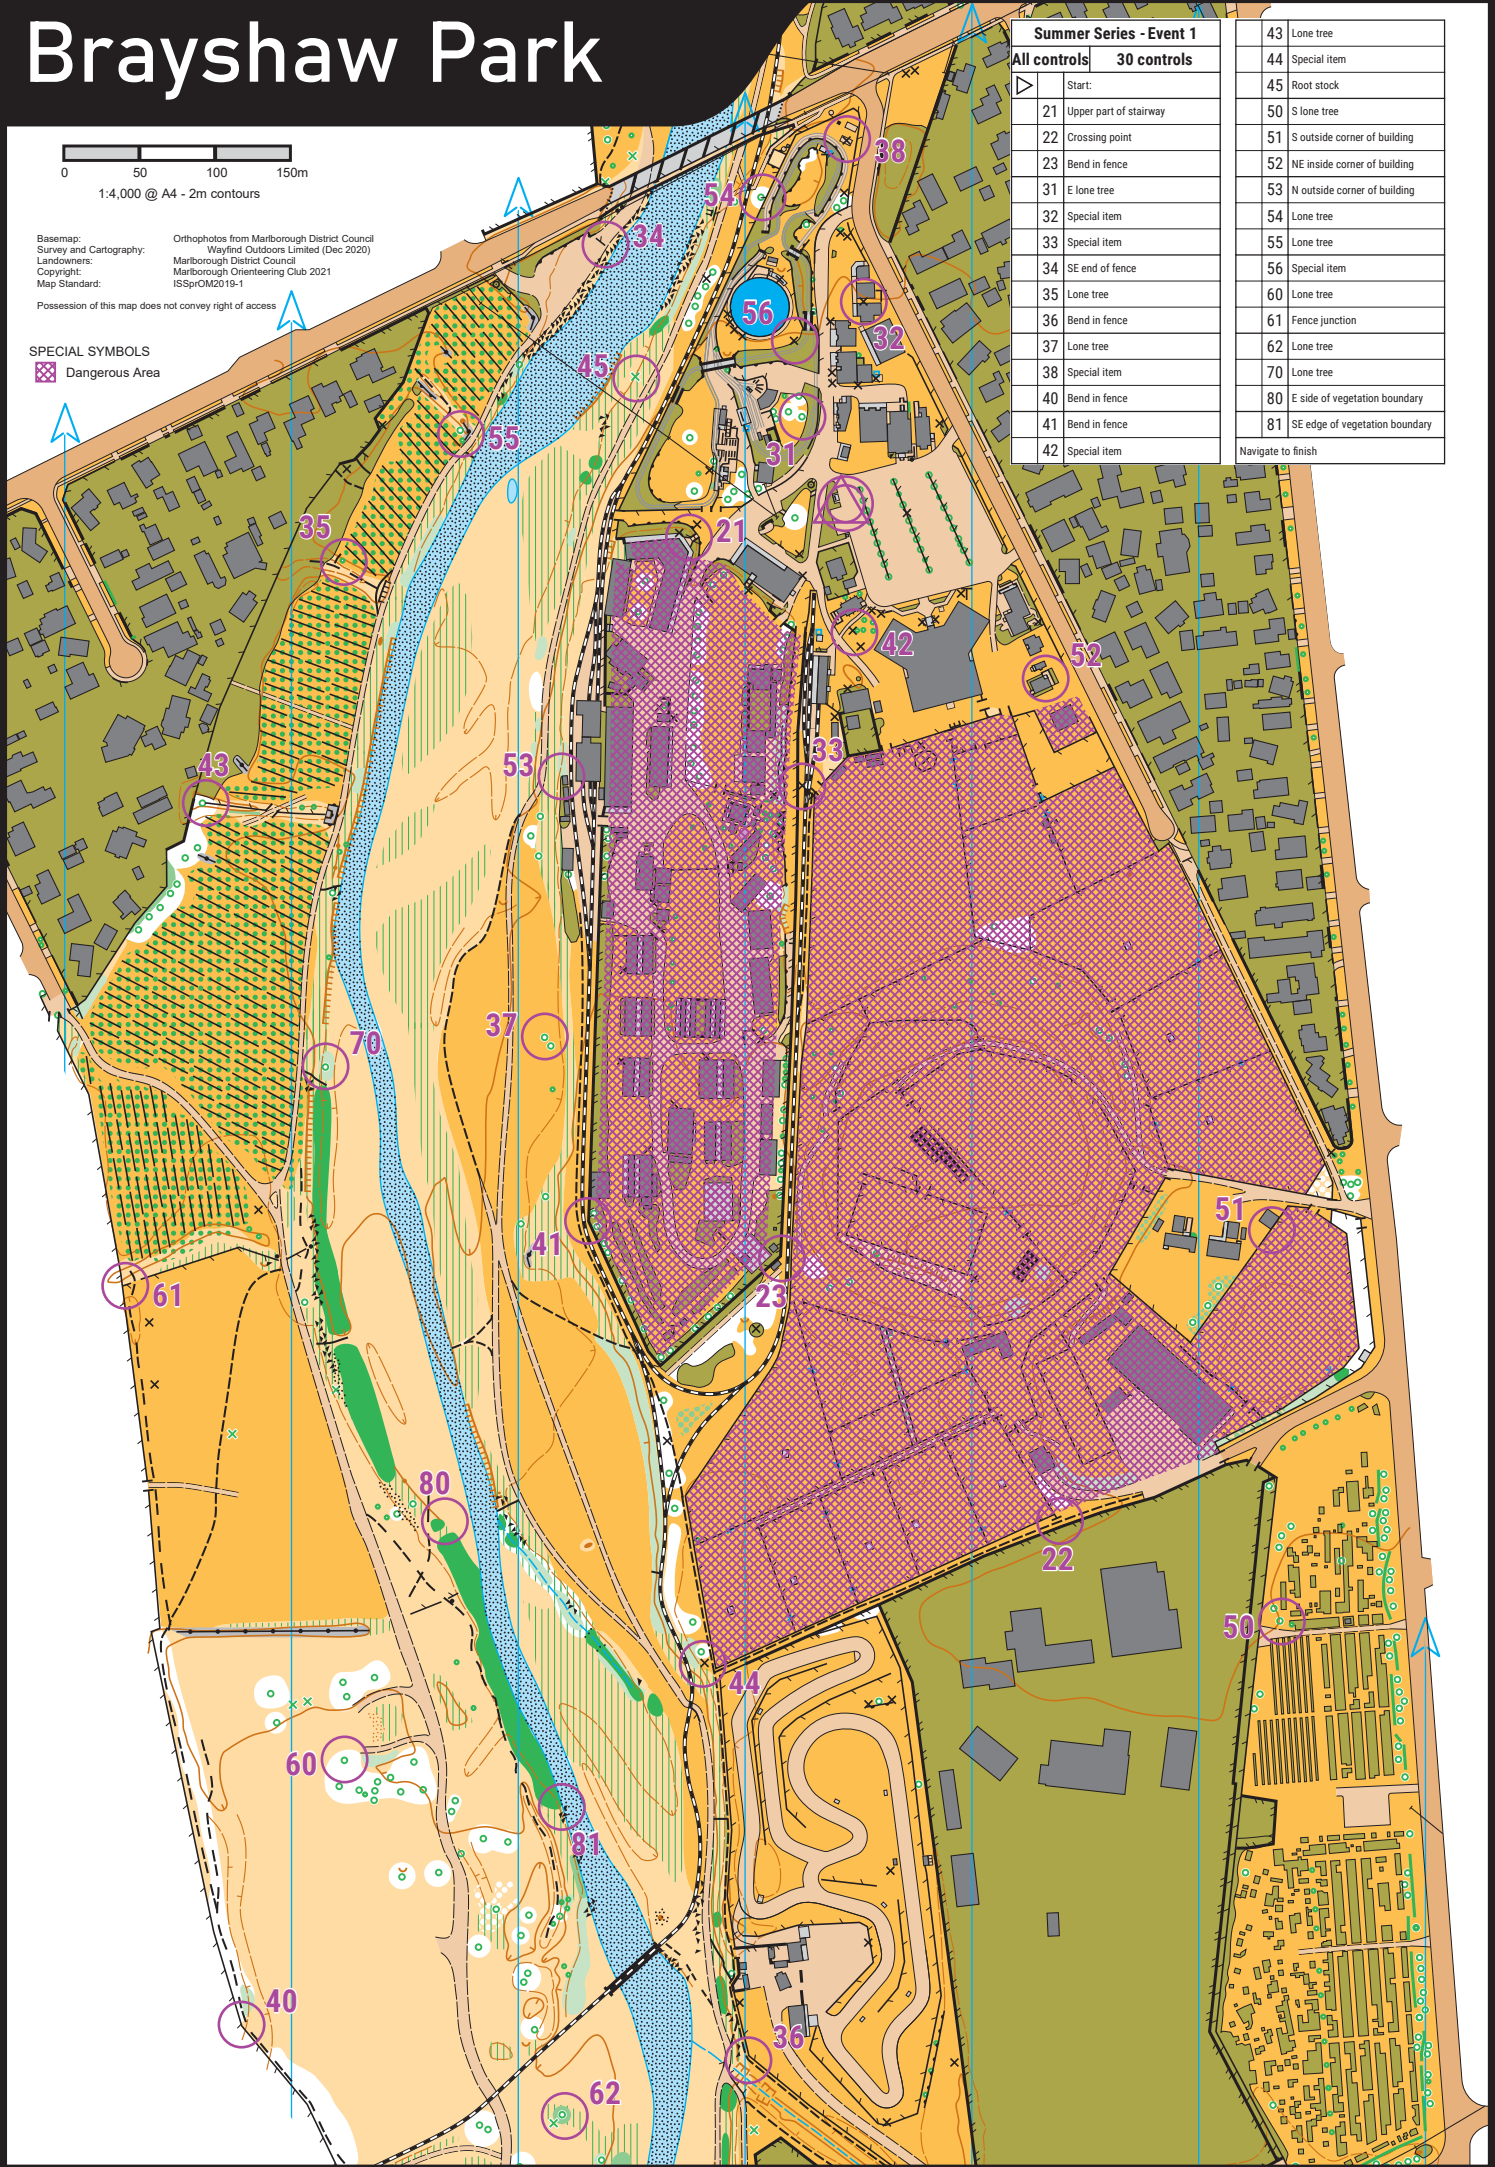 Brayshaw Park
0 50 100 150m
1:4,000 @ A4 - 2m contours
Basemap: Orthophotos from Marlborough District Council
Survey and Cartography: Wayfind Outdoors Limited (Dec 2020)
Landowners: Marlborough District Council
Copyright: Marlborough Orienteering Club 2021
Map Standard: ISSprOM2019-1
Possession of this map does not convey right of access
SPECIAL SYMBOLS
Dangerous Area
Summer Series - Event 1
All controls 30 controls
Start:
21 Upper part of stairway
22 Crossing point
23 Bend in fence
31 E lone tree
32 Special item
33 Special item
34 SE end of fence
35 Lone tree
36 Bend in fence
37 Lone tree
38 Special item
40 Bend in fence
41 Bend in fence
42 Special item
43 Lone tree
44 Special item
45 Root stock
50 S lone tree
51 S outside corner of building
52 NE inside corner of building
53 N outside corner of building
54 Lone tree
55 Lone tree
56 Special item
60 Lone tree
61 Fence junction
62 Lone tree
70 Lone tree
80 E side of vegetation boundary
81 SE edge of vegetation boundary
Navigate to finish
38
54
34
56
32
45
55
31
35
21
42
52
33
43
53
37
70
51
41
61
23
80
22
50
44
60
81
40
36
62